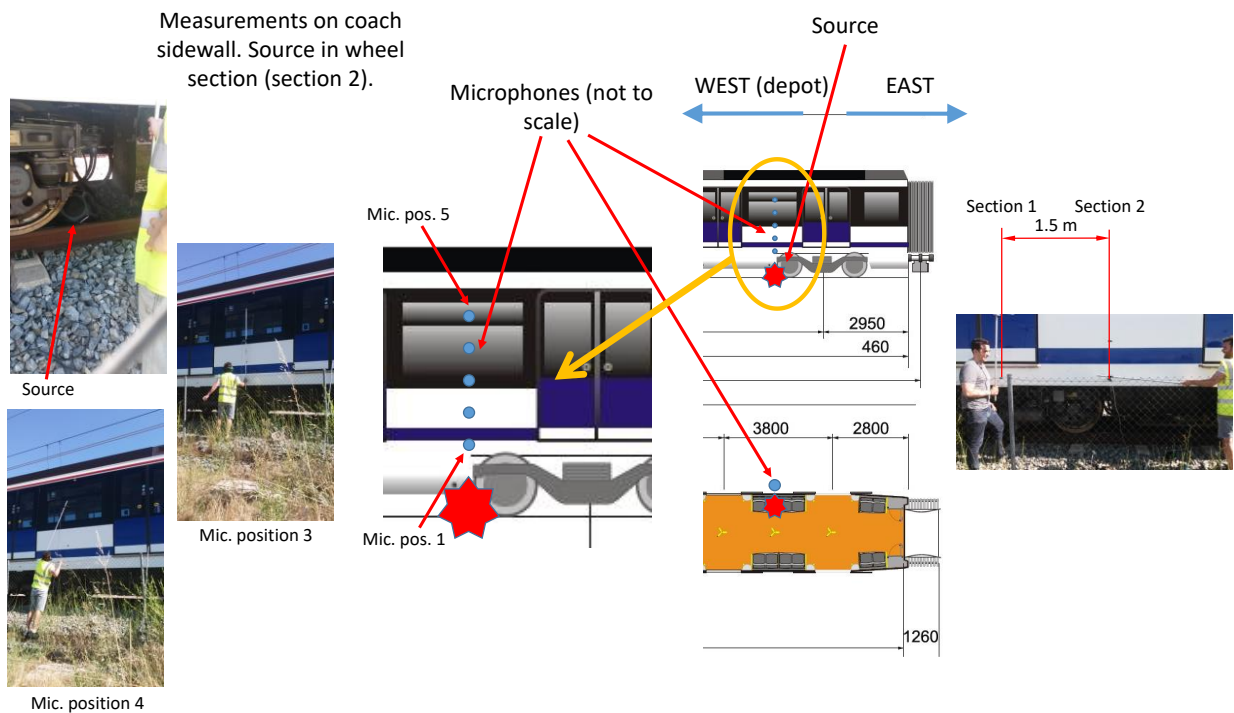 Measurements on coach
sidewall. Source in wheel
section (section 2).
Source
Microphones (not to
scale)
WEST (depot)
EAST
Mic. pos. 5
Section 1
Section 2
1.5 m
2950
460
Source
3800
2800
Mic. position 3
Mic. pos. 1
1260
Mic. position 4